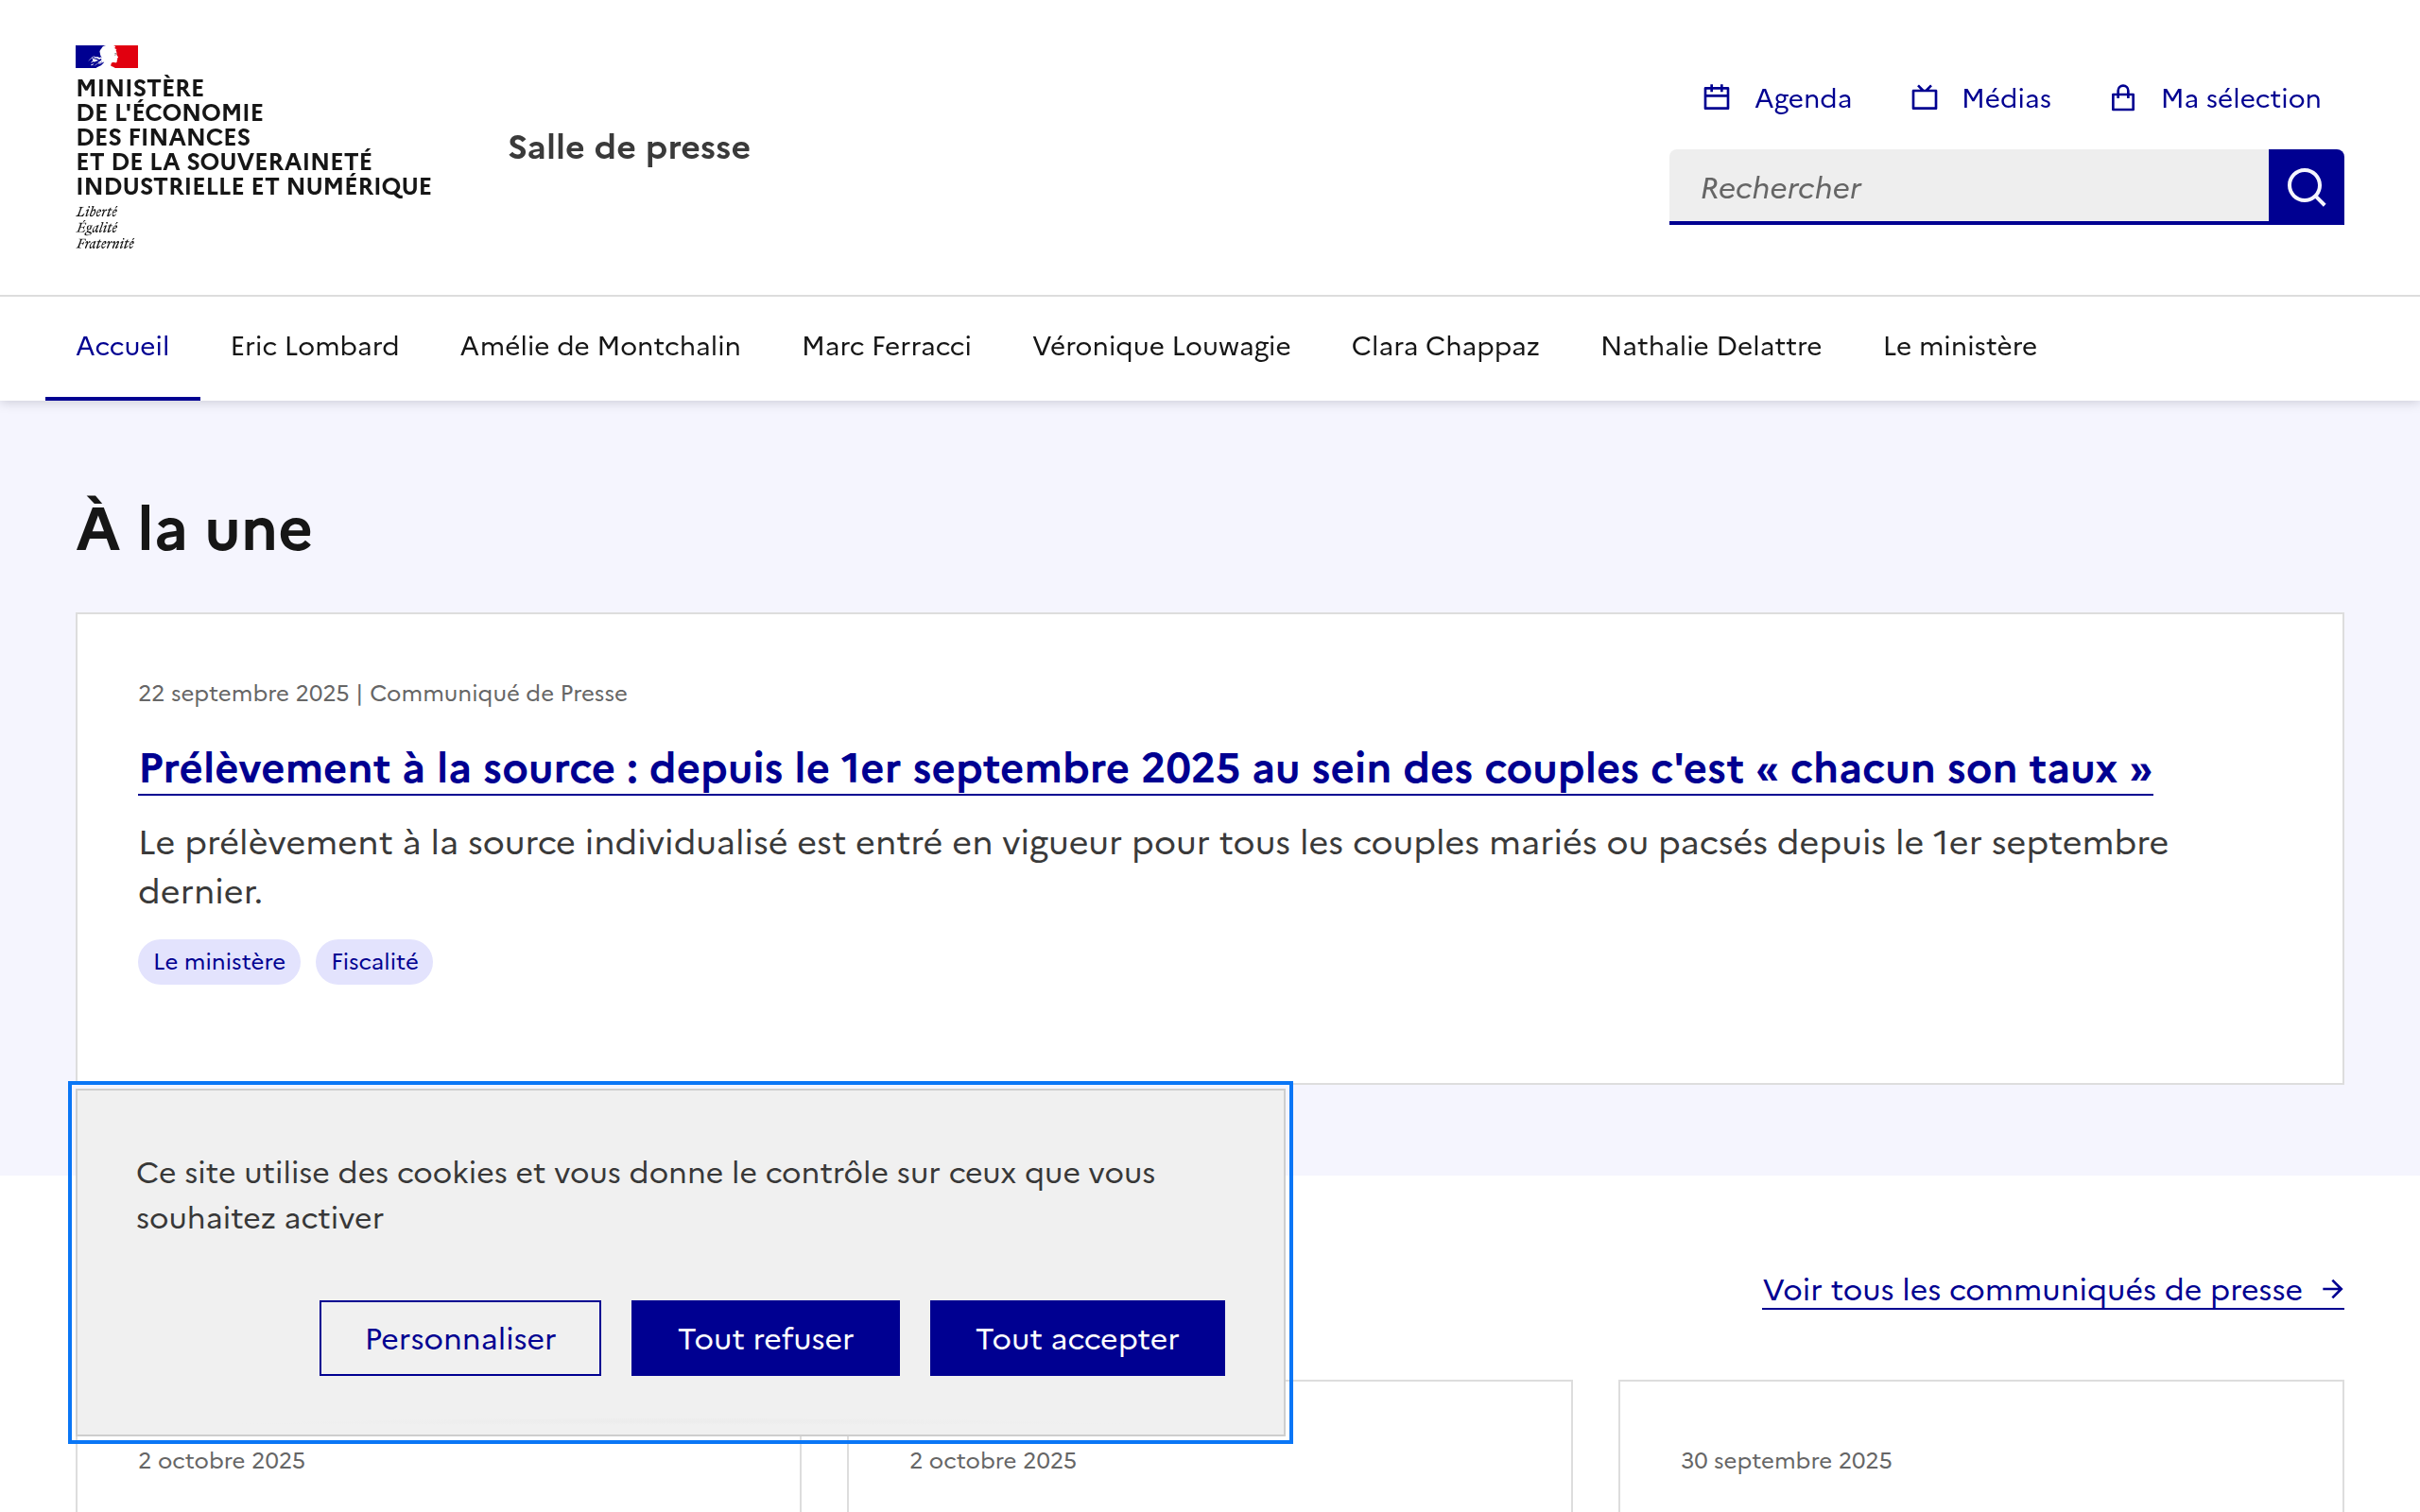 MINISTÈRE
DE L'ÉCONOMIE
DES FINANCES
ET DE LA SOUVERAINETÉ
INDUSTRIELLE ET NUMÉRIQUE
Liberté
Égalité
Fraternité
Salle de presse
Agenda
Médias
Ma sélection
Rechercher
Accueil
Eric Lombard
Amélie de Montchalin
Marc Ferracci
Véronique Louwagie
Clara Chappaz
Nathalie Delattre
Le ministère
À la une
22 septembre 2025 | Communiqué de Presse
Prélèvement à la source : depuis le 1er septembre 2025 au sein des couples c'est « chacun son taux »
Le prélèvement à la source individualisé est entré en vigueur pour tous les couples mariés ou pacsés depuis le 1er septembre
dernier.
Le ministère
Fiscalité
Ce site utilise des cookies et vous donne le contrôle sur ceux que vous
souhaitez activer
Personnaliser
Tout refuser
Tout accepter
Voir tous les communiqués de presse
2 octobre 2025
2 octobre 2025
30 septembre 2025